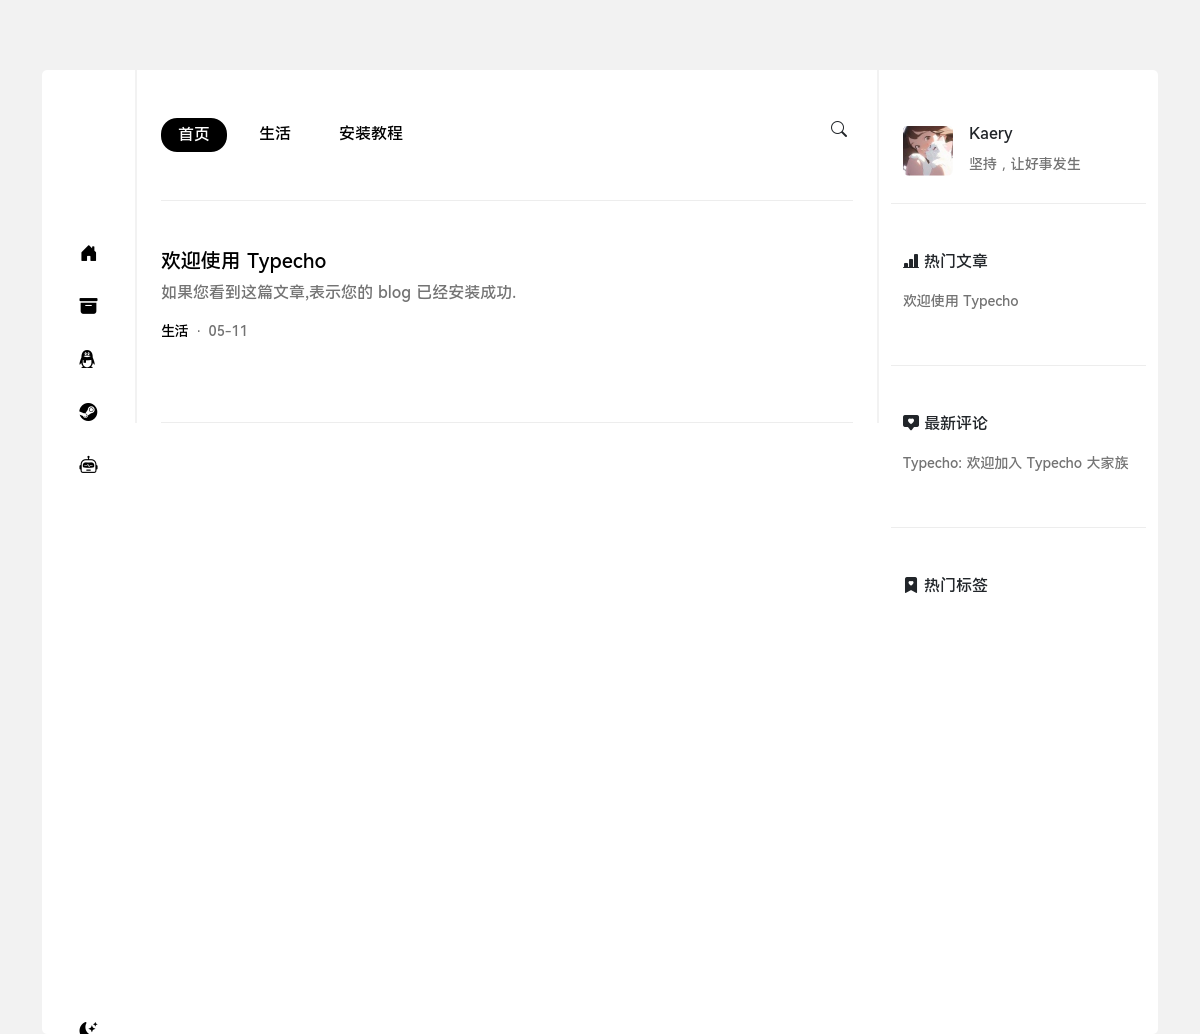 首页
生活
安装教程
欢迎使用 Typecho
如果您看到这篇文章,表示您的 blog 已经安装成功.
生活 · 05-11
Kaery
坚持，让好事发生
热门文章
欢迎使用 Typecho
最新评论
Typecho: 欢迎加入 Typecho 大家族
热门标签